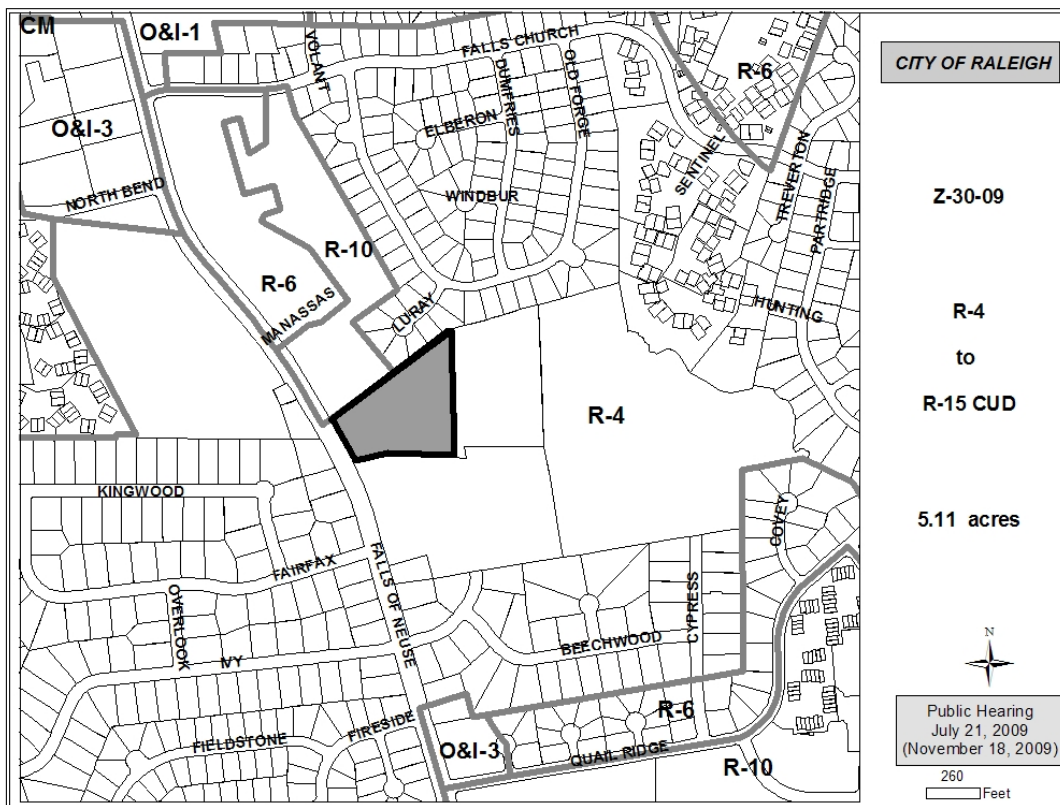 CM
O&I-1
VOLANT
FALLS CHURCH
R-6
DUMFRIES
OLD FORGE
ELBERON
O&I-3
SENTINEL
TREVERTON
PARTRIDGE
NORTH BEND
WINDBUR
R-10
R-6
MANASSAS
LURAY
HUNTING
R-4
KINGWOOD
COVEY
FAIRFAX
FALLS OF NEUSE
OVERLOOK
CYPRESS
BEECHWOOD
IVY
FIRESIDE
R-6
FIELDSTONE
O&I-3
QUAIL RIDGE
R-10
CITY OF RALEIGH
Z-30-09
R-4
to
R-15 CUD
5.11 acres
N
Public Hearing
July 21, 2009
(November 18, 2009)
260
Feet